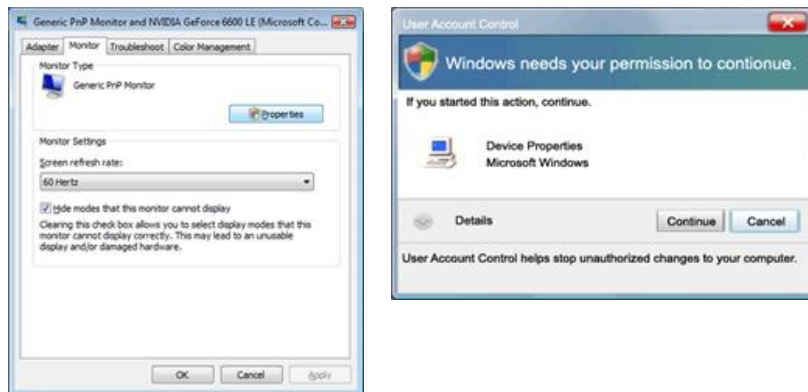 Generic PnP Monitor and NVIDIA GeForce 6600 LE (Microsoft Co...
Adapter Monitor Troubleshoot Color Management
Monitor Type
Generic PnP Monitor
Properties
Monitor Settings
Screen refresh rate:
60 Hertz
Hide modes that this monitor cannot display
Clearing this check box allows you to select display modes that this
monitor cannot display correctly. This may lead to an unusable
display and/or damaged hardware.
OK Cancel Apply
User Account Control
Windows needs your permission to contionue.
If you started this action, continue.
Device Properties
Microsoft Windows
Details Continue Cancel
User Account Control helps stop unauthorized changes to your computer.